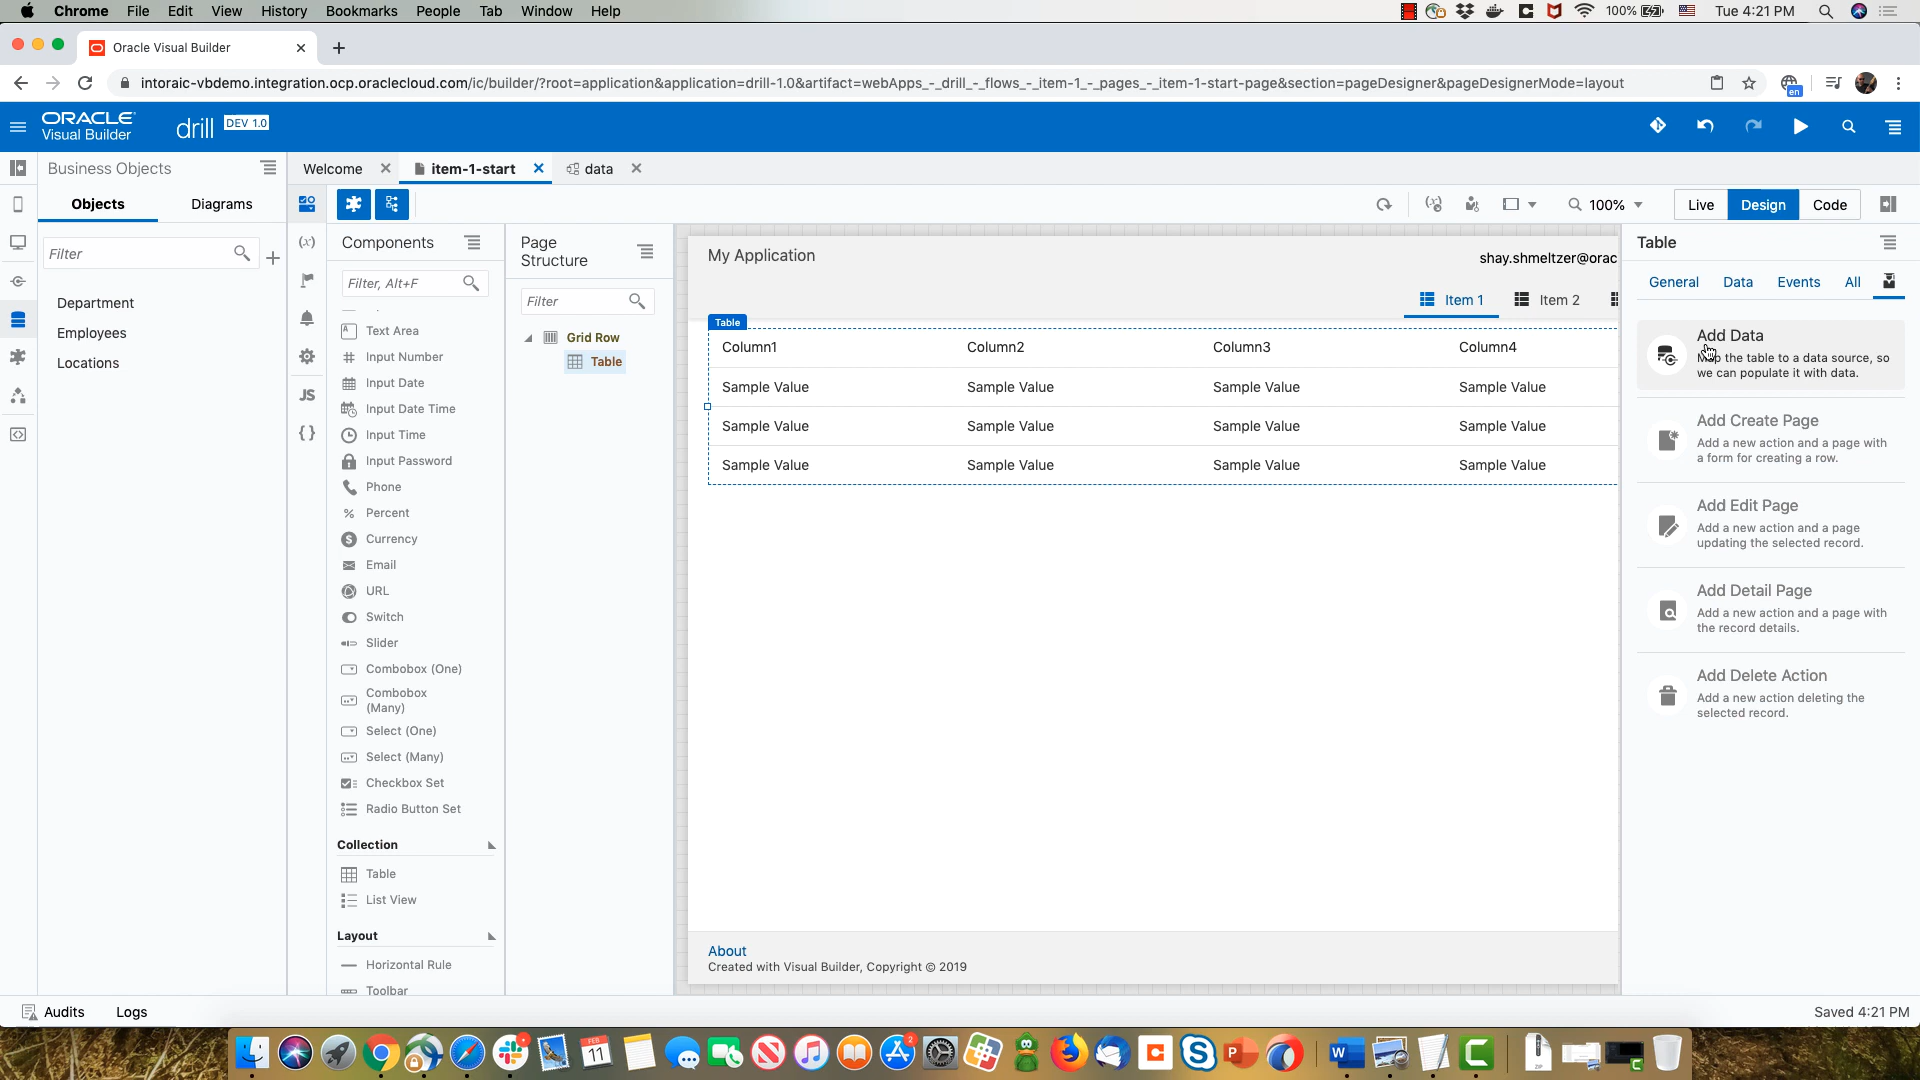 Chrome File Edit View History Bookmarks People Tab Window Help
100% Tue 4:21 PM
Oracle Visual Builder
intoraic-vbdemo.integration.ocp.oraclecloud.com/ic/builder/?root=application&application=drill-1.0&artifact=webApps_-_drill_-_flows_-_item-1_-_pages_-_item-1-start-page&section=pageDesigner&pageDesignerMode=layout
en
ORACLE
Visual Builder
drill DEV 1.0
Business Objects
Welcome item-1-start data
Objects Diagrams
100% Live Design Code
Filter
Department
Employees
Locations
(x)
JS
{ }
Components
Filter, Alt+F
Text Area
Input Number
Input Date
Input Date Time
Input Time
Input Password
Phone
Percent
Currency
Email
URL
Switch
Slider
Combobox (One)
Combobox
(Many)
Select (One)
Select (Many)
Checkbox Set
Radio Button Set
Collection
Table
List View
Layout
Horizontal Rule
Toolbar
Page
Structure
Filter
Grid Row
Table
My Application
shay.shmeltzer@orac
Item 1 Item 2
Table
Column1 Column2 Column3 Column4
Sample Value Sample Value Sample Value Sample Value
Sample Value Sample Value Sample Value Sample Value
Sample Value Sample Value Sample Value Sample Value
About
Created with Visual Builder, Copyright © 2019
Table
General Data Events All
Add Data
Map the table to a data source, so
we can populate it with data.
Add Create Page
Add a new action and a page with
a form for creating a row.
Add Edit Page
Add a new action and a page
updating the selected record.
Add Detail Page
Add a new action and a page with
the record details.
Add Delete Action
Add a new action deleting the
selected record.
Audits Logs
Saved 4:21 PM
FEB
11
2